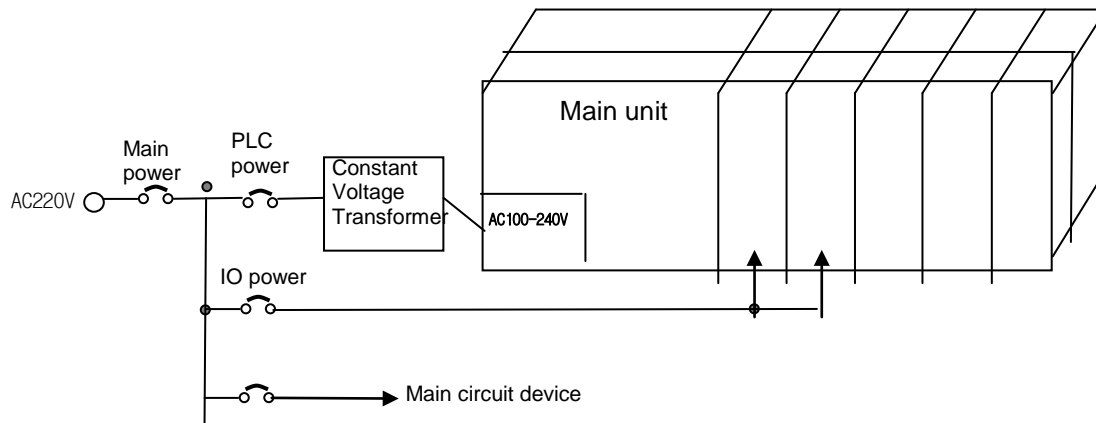 Main unit
Main
power
PLC
power
Constant
Voltage
Transformer
AC220V
AC100-240V
IO power
Main circuit device